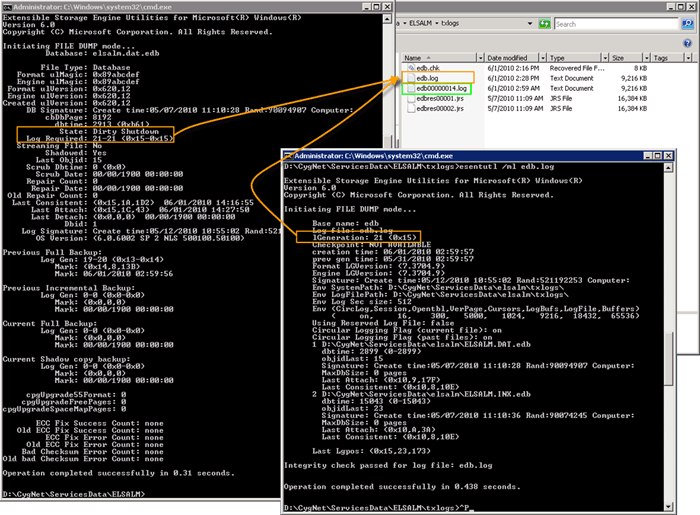 Administrator: C:\Windows\system32\cmd.exe
Extensible Storage Engine Utilities for Microsoft(R) Windows(R)
Version 6.0
Copyright (C) Microsoft Corporation. All Rights Reserved.
Initiating FILE DUMP mode...
Database: elsalm.dat.edb
File Type: Database
Format ulMagic: 0x89abcdef
Engine ulMagic: 0x89abcdef
Format ulVersion: 0x620,12
Engine ulVersion: 0x620,12
Created ulVersion: 0x620,12
DB Signature: Create time:05/07/2010 11:10:28 Rand:90094907 Computer:
cbDbPage: 8192
dbtime: 2913 (0xb61)
State: Dirty Shutdown
Log Required: 21-21 (0x15-0x15)
Streaming File: No
Shadowed: Yes
Last Objid: 15
Scrub Dbtime: 0 (0x0)
Scrub Date: 00/00/1900 00:00:00
Repair Count: 0
Repair Date: 00/00/1900 00:00:00
Old Repair Count: 0
Last Consistent: (0x15,1A,1D2) 06/01/2010 14:16:55
Last Attach: (0x15,1C,43) 06/01/2010 14:27:50
Last Detach: (0x0,0,0) 00/00/1900 00:00:00
Dbid: 1
Log Signature: Create time:05/12/2010 10:55:02 Rand:521
OS Version: (6.0.6002 SP 2 NLS 500100.50100)
Previous Full Backup:
Log Gen: 19-20 (0x13-0x14)
Mark: (0x14,8,13B)
Mark: 06/01/2010 02:59:56
Previous Incremental Backup:
Log Gen: 0-0 (0x0-0x0)
Mark: (0x0,0,0)
Mark: 00/00/1900 00:00:00
Current Full Backup:
Log Gen: 0-0 (0x0-0x0)
Mark: (0x0,0,0)
Mark: 00/00/1900 00:00:00
Current Shadow copy backup:
Log Gen: 0-0 (0x0-0x0)
Mark: (0x0,0,0)
Mark: 00/00/1900 00:00:00
cpgUpgrade55Format: 0
cpgUpgradeFreePages: 0
cpgUpgradeSpaceMapPages: 0
ECC Fix Success Count: none
Old ECC Fix Success Count: none
ECC Fix Error Count: none
Old ECC Fix Error Count: none
Bad Checksum Error Count: none
Old bad Checksum Error Count: none
Operation completed successfully in 0.31 seconds.
D:\CygNet\ServicesData\ELSALM>
ELSALM txlogs
Name Date modified Type Size Tags
edb.chk 6/1/2010 2:16 PM Recovered File F... 8 KB
edb.log 6/1/2010 2:28 PM Text Document 9,216 KB
edb00000014.log 6/1/2010 2:59 AM Text Document 9,216 KB
edbres00001.jrs 5/7/2010 11:09 AM JRS File 16,384 KB
edbres00002.jrs 5/7/2010 11:09 AM JRS File 16,384 KB
Administrator: C:\Windows\system32\cmd.exe
D:\CygNet\ServicesData\ELSALM\txlogs>esentutl /ml edb.log
Extensible Storage Engine Utilities for Microsoft(R) Windows(R)
Version 6.0
Copyright (C) Microsoft Corporation. All Rights Reserved.
Initiating FILE DUMP mode...
Base name: edb
Log file: edb.log
lGeneration: 21 (0x15)
Checkpoint: NOT AVAILABLE
creation time: 06/01/2010 02:59:57
prev gen time: 05/31/2010 02:59:57
Format LGVersion: (7.3704.9)
Engine LGVersion: (7.3704.9)
Signature: Create time:05/12/2010 10:55:02 Rand:521192253 Computer:
Env SystemPath: D:\CygNet\ServicesData\elsalm\txlogs\
Env LogFilePath: D:\CygNet\ServicesData\elsalm\txlogs\
Env Log Sec size: 512
Env (CircLog,Session,Opentbl,VerPage,Cursors,LogBufs,LogFile,Buffers)
( on, 16, 300, 5000, 1024, 9216, 18432, 65536)
Using Reserved Log File: false
Circular Logging Flag (current file): on
Circular Logging Flag (past files): on
1 D:\CygNet\ServicesData\elsalm\ELSALM.DAT.edb
dbtime: 2899 (0-2899)
objidLast: 15
Signature: Create time:05/07/2010 11:10:28 Rand:90094907 Computer:
MaxDbSize: 0 pages
Last Attach: (0x10,9,17F)
Last Consistent: (0x10,8,10E)
2 D:\CygNet\ServicesData\elsalm\ELSALM.INX.edb
dbtime: 15043 (0-15043)
objidLast: 23
Signature: Create time:05/07/2010 11:10:36 Rand:90074245 Computer:
MaxDbSize: 0 pages
Last Attach: (0x10,A,3A)
Last Consistent: (0x10,8,10E)
Last Lgpos: (0x15,23,173)
Integrity check passed for log file: edb.log
Operation completed successfully in 0.438 seconds.
D:\CygNet\ServicesData\ELSALM\txlogs>^P